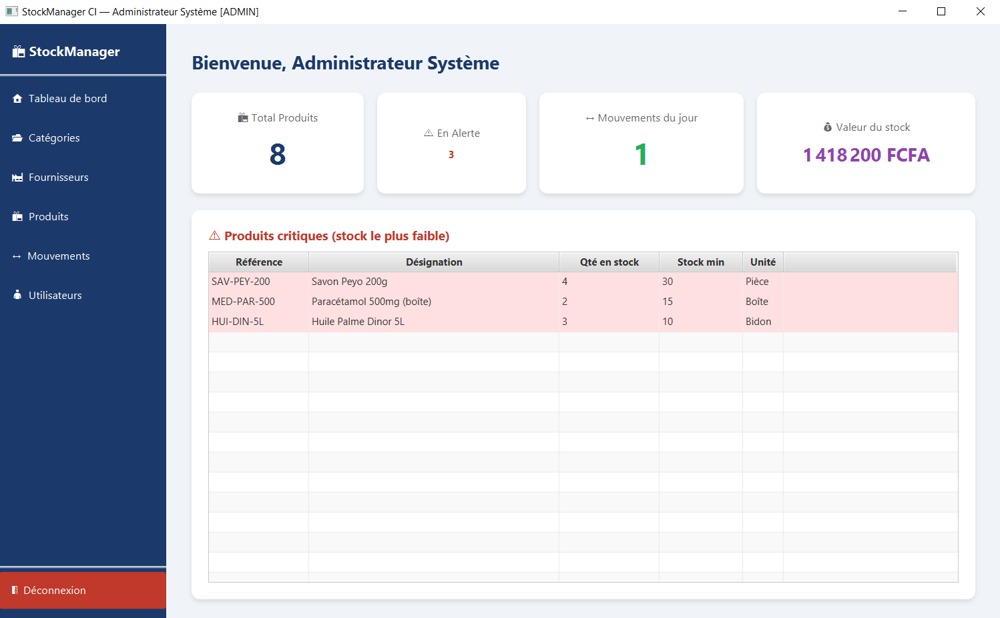 StockManager CI — Administrateur Système [ADMIN]
StockManager
Tableau de bord
Catégories
Fournisseurs
Produits
Mouvements
Utilisateurs
Déconnexion
Bienvenue, Administrateur Système
Total Produits
8
En Alerte
3
Mouvements du jour
1
Valeur du stock
1 418 200 FCFA
Produits critiques (stock le plus faible)
Référence Désignation Qté en stock Stock min Unité
SAV-PEY-200 Savon Peyo 200g 4 30 Pièce
MED-PAR-500 Paracétamol 500mg (boîte) 2 15 Boîte
HUI-DIN-5L Huile Palme Dinor 5L 3 10 Bidon